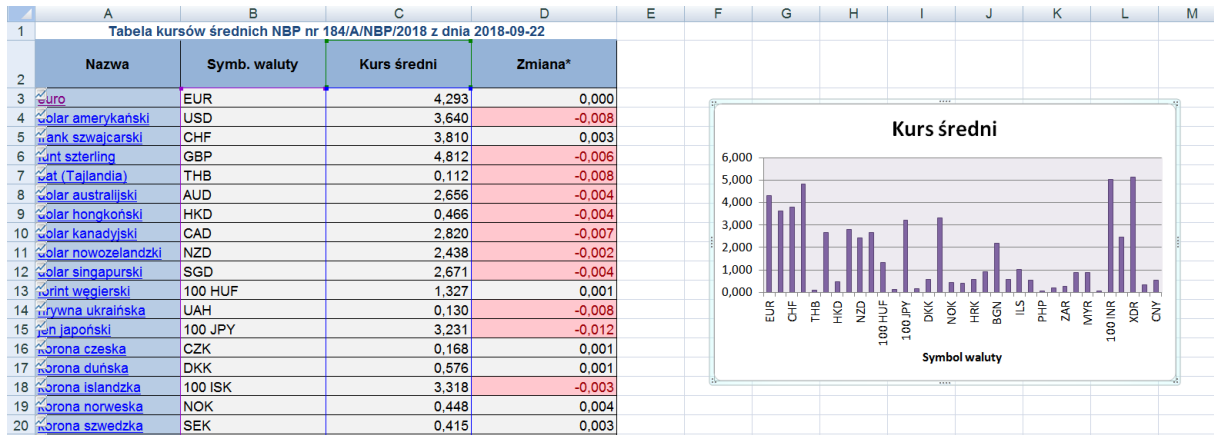 A B C D E F G H I J K L M
1 Tabela kursów średnich NBP nr 184/A/NBP/2018 z dnia 2018-09-22
2 Nazwa Symb. waluty Kurs średni Zmiana*
3 euro EUR 4,293 0,000
4 dolar amerykański USD 3,640 -0,008
5 frank szwajcarski CHF 3,810 0,003
6 funt szterling GBP 4,812 -0,006
7 bat (Tajlandia) THB 0,112 -0,008
8 dolar australijski AUD 2,656 -0,004
9 dolar hongkoński HKD 0,466 -0,004
10 dolar kanadyjski CAD 2,820 -0,007
11 dolar nowozelandzki NZD 2,438 -0,002
12 dolar singapurski SGD 2,671 -0,004
13 forint węgierski 100 HUF 1,327 0,001
14 hrywna ukraińska UAH 0,130 -0,008
15 jen japoński 100 JPY 3,231 -0,012
16 korona czeska CZK 0,168 0,001
17 korona duńska DKK 0,576 0,001
18 korona islandzka 100 ISK 3,318 -0,003
19 korona norweska NOK 0,448 0,004
20 korona szwedzka SEK 0,415 0,003
Kurs średni
6,000
5,000
4,000
3,000
2,000
1,000
0,000
EUR CHF THB HKD NZD 100 HUF 100 JPY DKK NOK HRK BGN ILS PHP ZAR MYR 100 INR XDR CNY
Symbol waluty